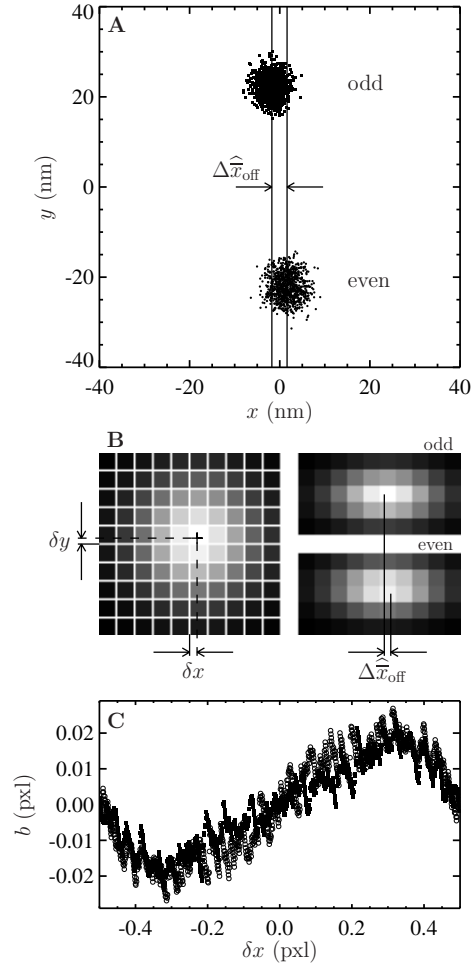 A
40
odd
20
Δx̂̅off
0
y (nm)
-20
even
-40
-40
-20
0
20
40
x (nm)
B
odd
δy
even
δx
Δx̂̅off
C
0.02
0.01
0.00
-0.01
-0.02
b (pxl)
-0.4
-0.2
0.0
0.2
0.4
δx (pxl)